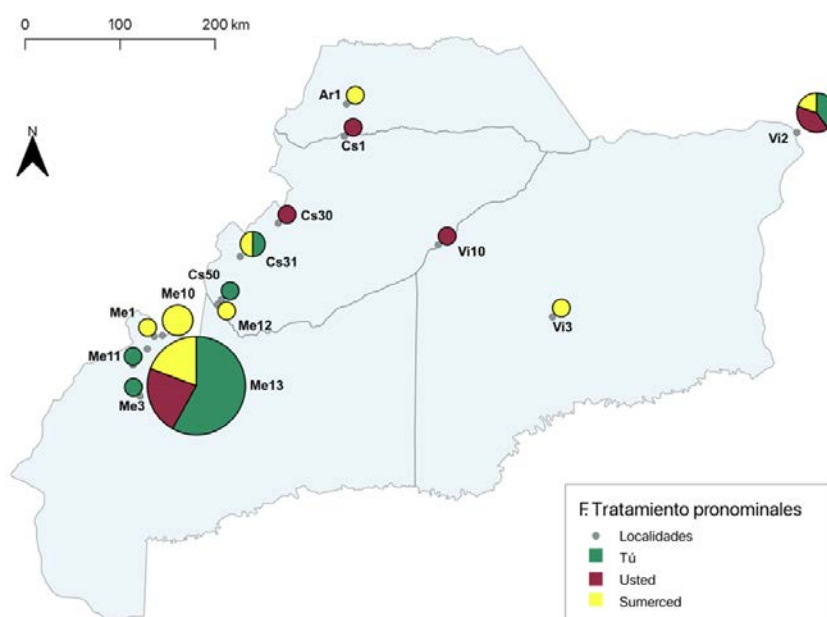 0 100 200 km
N
Ar1
Cs1
Vi2
Cs30
Cs31
Vi10
Cs50
Me10
Me1
Me12
Vi3
Me11
Me13
Me3
F. Tratamiento pronominales
Localidades
Tú
Usted
Sumerced